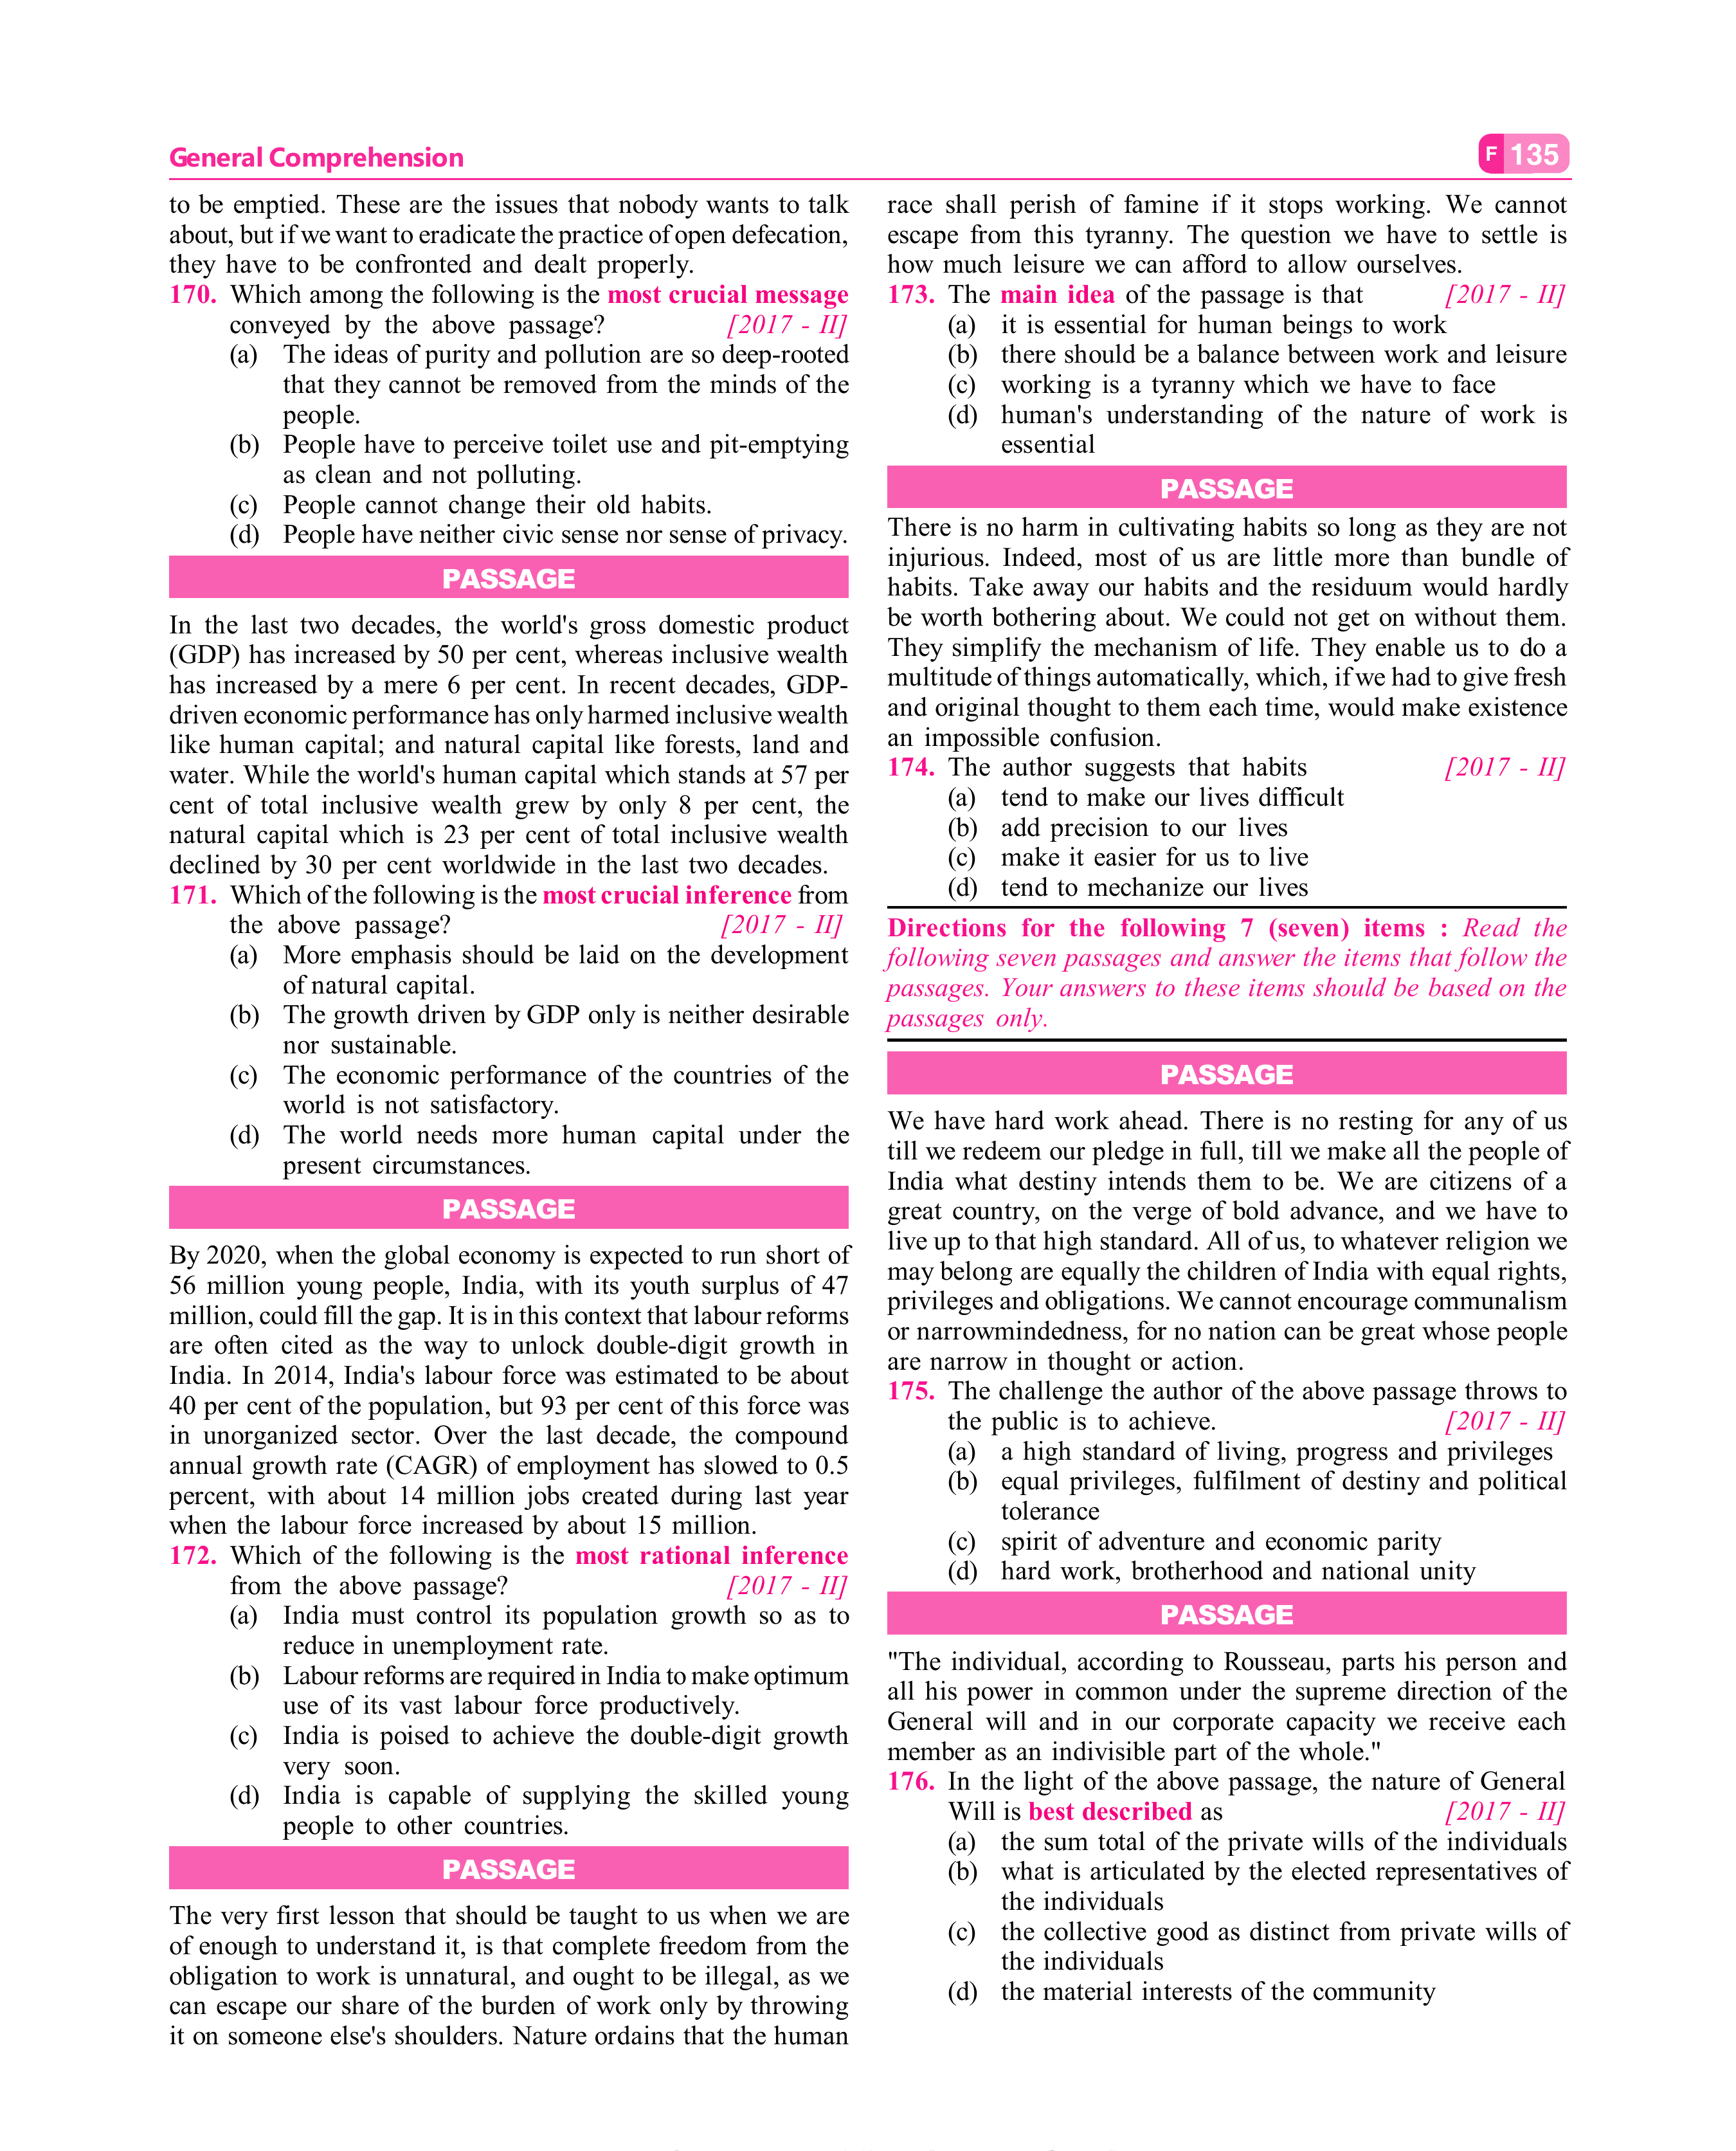 General Comprehension
F 135
to be emptied. These are the issues that nobody wants to talk
about, but if we want to eradicate the practice of open defecation,
they have to be confronted and dealt properly.
170. Which among the following is the most crucial message
conveyed by the above passage? [2017 - II]
(a) The ideas of purity and pollution are so deep-rooted
that they cannot be removed from the minds of the
people.
(b) People have to perceive toilet use and pit-emptying
as clean and not polluting.
(c) People cannot change their old habits.
(d) People have neither civic sense nor sense of privacy.
PASSAGE
In the last two decades, the world's gross domestic product
(GDP) has increased by 50 per cent, whereas inclusive wealth
has increased by a mere 6 per cent. In recent decades, GDP-
driven economic performance has only harmed inclusive wealth
like human capital; and natural capital like forests, land and
water. While the world's human capital which stands at 57 per
cent of total inclusive wealth grew by only 8 per cent, the
natural capital which is 23 per cent of total inclusive wealth
declined by 30 per cent worldwide in the last two decades.
171. Which of the following is the most crucial inference from
the above passage? [2017 - II]
(a) More emphasis should be laid on the development
of natural capital.
(b) The growth driven by GDP only is neither desirable
nor sustainable.
(c) The economic performance of the countries of the
world is not satisfactory.
(d) The world needs more human capital under the
present circumstances.
PASSAGE
By 2020, when the global economy is expected to run short of
56 million young people, India, with its youth surplus of 47
million, could fill the gap. It is in this context that labour reforms
are often cited as the way to unlock double-digit growth in
India. In 2014, India's labour force was estimated to be about
40 per cent of the population, but 93 per cent of this force was
in unorganized sector. Over the last decade, the compound
annual growth rate (CAGR) of employment has slowed to 0.5
percent, with about 14 million jobs created during last year
when the labour force increased by about 15 million.
172. Which of the following is the most rational inference
from the above passage? [2017 - II]
(a) India must control its population growth so as to
reduce in unemployment rate.
(b) Labour reforms are required in India to make optimum
use of its vast labour force productively.
(c) India is poised to achieve the double-digit growth
very soon.
(d) India is capable of supplying the skilled young
people to other countries.
PASSAGE
The very first lesson that should be taught to us when we are
of enough to understand it, is that complete freedom from the
obligation to work is unnatural, and ought to be illegal, as we
can escape our share of the burden of work only by throwing
it on someone else's shoulders. Nature ordains that the human
race shall perish of famine if it stops working. We cannot
escape from this tyranny. The question we have to settle is
how much leisure we can afford to allow ourselves.
173. The main idea of the passage is that [2017 - II]
(a) it is essential for human beings to work
(b) there should be a balance between work and leisure
(c) working is a tyranny which we have to face
(d) human's understanding of the nature of work is
essential
PASSAGE
There is no harm in cultivating habits so long as they are not
injurious. Indeed, most of us are little more than bundle of
habits. Take away our habits and the residuum would hardly
be worth bothering about. We could not get on without them.
They simplify the mechanism of life. They enable us to do a
multitude of things automatically, which, if we had to give fresh
and original thought to them each time, would make existence
an impossible confusion.
174. The author suggests that habits [2017 - II]
(a) tend to make our lives difficult
(b) add precision to our lives
(c) make it easier for us to live
(d) tend to mechanize our lives
Directions for the following 7 (seven) items : Read the
following seven passages and answer the items that follow the
passages. Your answers to these items should be based on the
passages only.
PASSAGE
We have hard work ahead. There is no resting for any of us
till we redeem our pledge in full, till we make all the people of
India what destiny intends them to be. We are citizens of a
great country, on the verge of bold advance, and we have to
live up to that high standard. All of us, to whatever religion we
may belong are equally the children of India with equal rights,
privileges and obligations. We cannot encourage communalism
or narrowmindedness, for no nation can be great whose people
are narrow in thought or action.
175. The challenge the author of the above passage throws to
the public is to achieve. [2017 - II]
(a) a high standard of living, progress and privileges
(b) equal privileges, fulfilment of destiny and political
tolerance
(c) spirit of adventure and economic parity
(d) hard work, brotherhood and national unity
PASSAGE
"The individual, according to Rousseau, parts his person and
all his power in common under the supreme direction of the
General will and in our corporate capacity we receive each
member as an indivisible part of the whole."
176. In the light of the above passage, the nature of General
Will is best described as [2017 - II]
(a) the sum total of the private wills of the individuals
(b) what is articulated by the elected representatives of
the individuals
(c) the collective good as distinct from private wills of
the individuals
(d) the material interests of the community